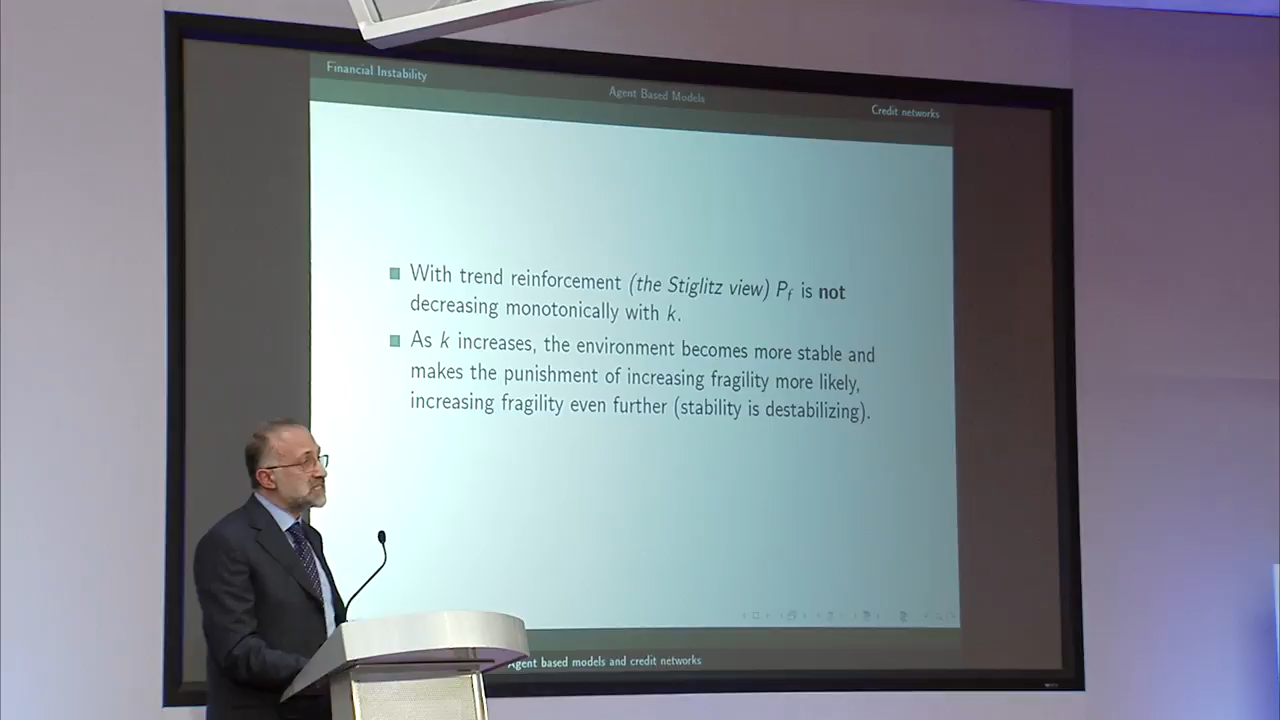 Financial Instability
Agent Based Models
Credit networks
With trend reinforcement (the Stiglitz view) P_f is not
decreasing monotonically with k.
As k increases, the environment becomes more stable and
makes the punishment of increasing fragility more likely,
increasing fragility even further (stability is destabilizing).
Agent based models and credit networks